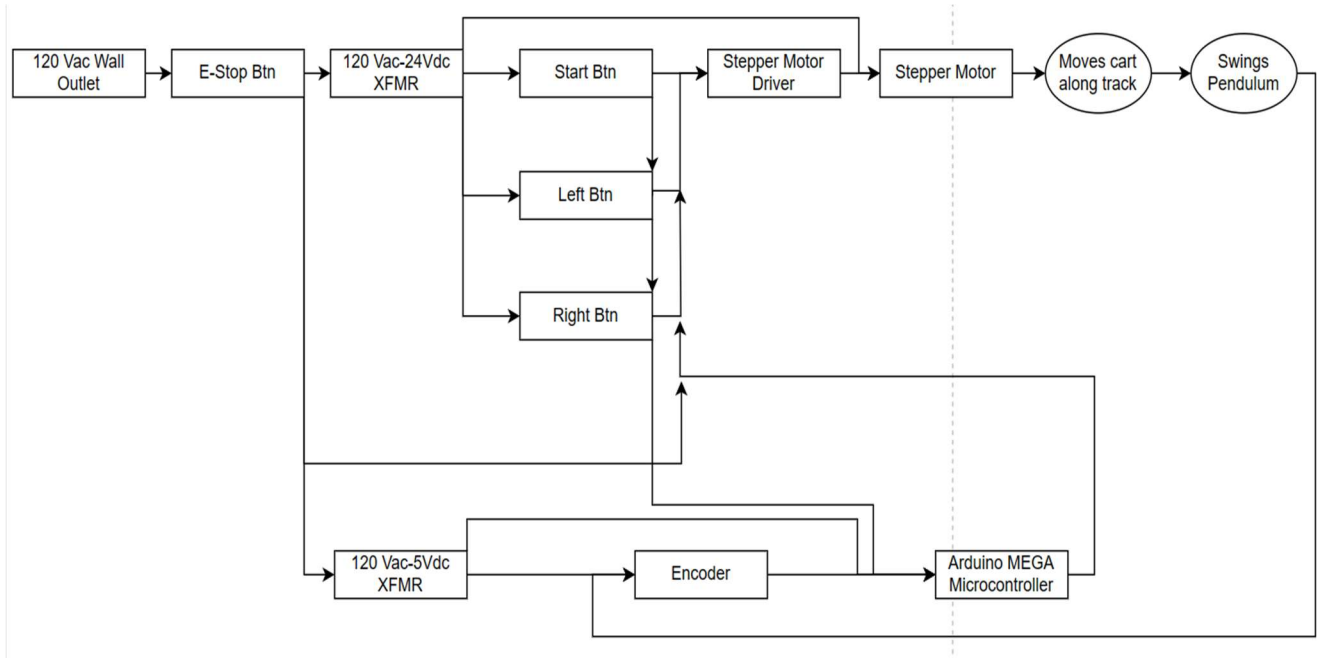 120 Vac Wall
Outlet
E-Stop Btn
120 Vac-24Vdc
XFMR
Start Btn
Stepper Motor
Driver
Stepper Motor
Moves cart
along track
Swings
Pendulum
Left Btn
Right Btn
120 Vac-5Vdc
XFMR
Encoder
Arduino MEGA
Microcontroller